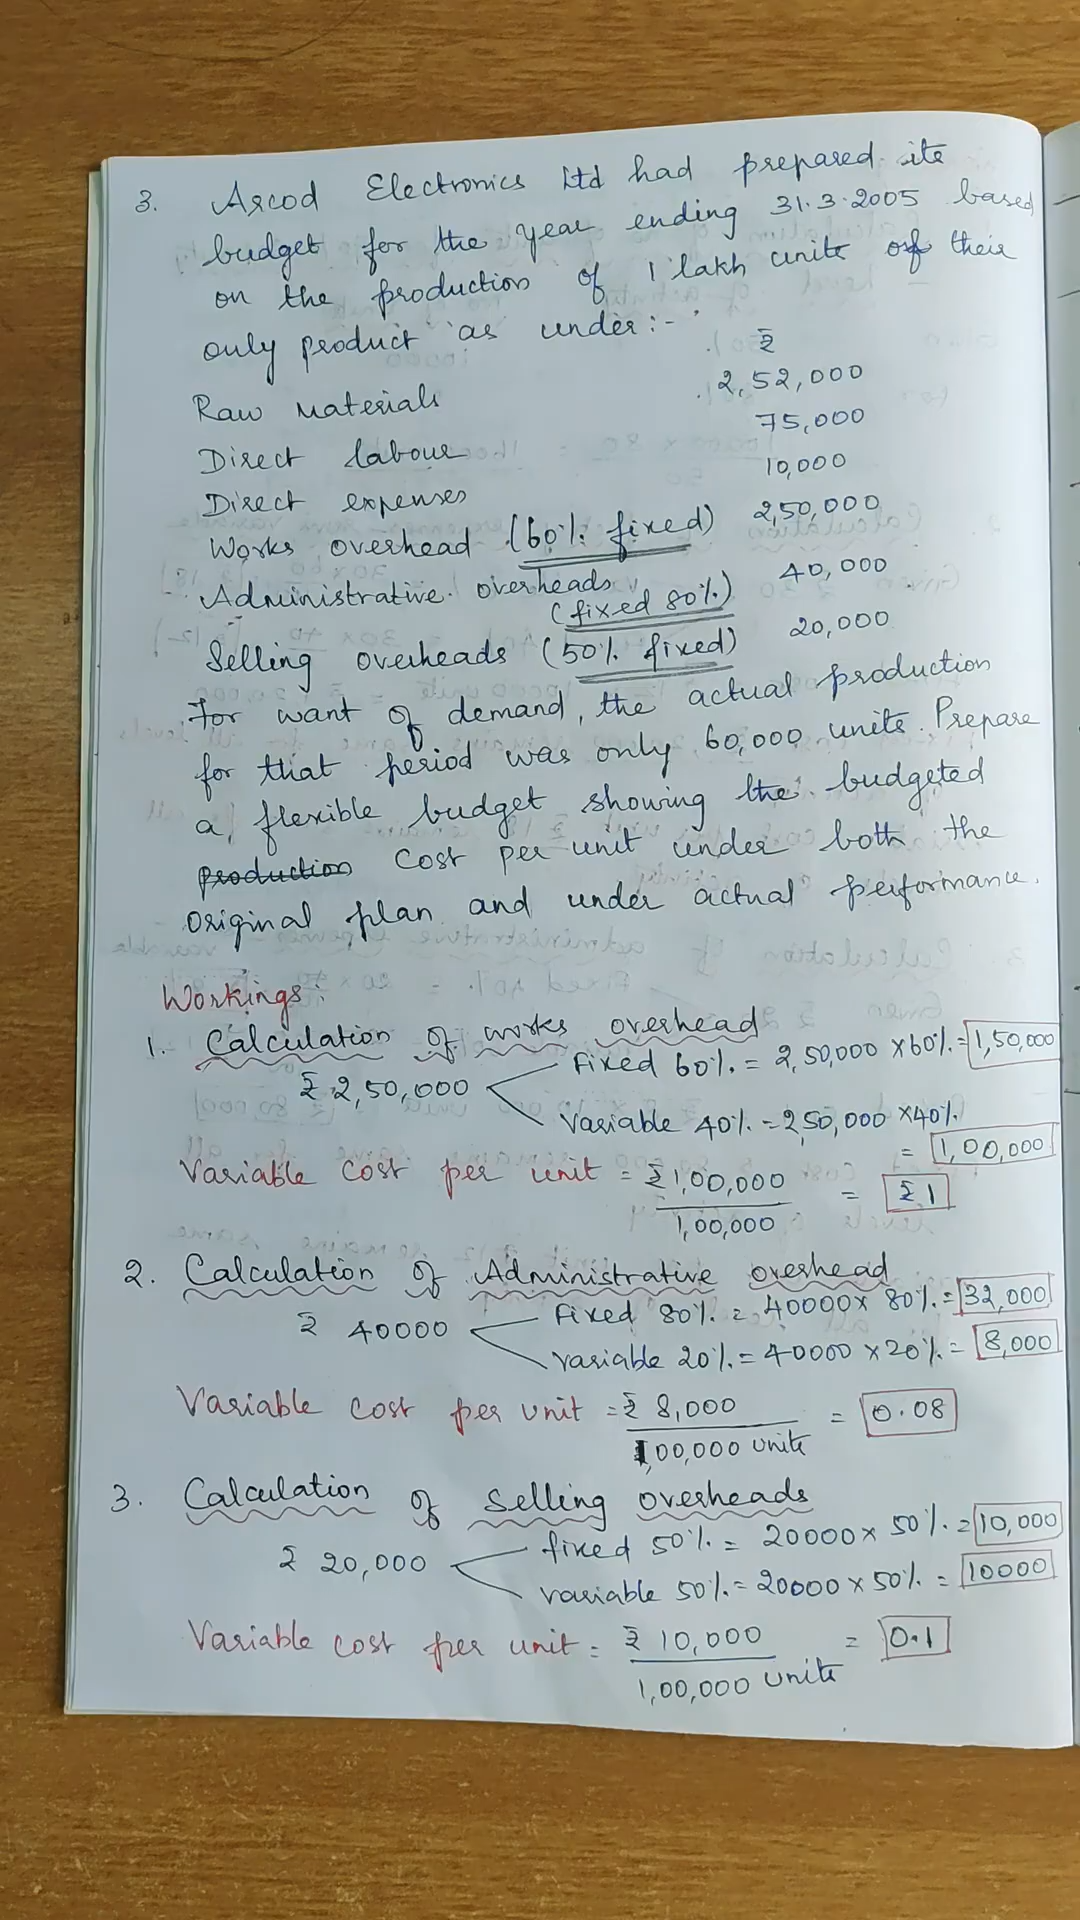 3. Arcod Electronics Ltd had prepared its
budget for the year ending 31.3.2005 based
on the production of 1 lakh units of their
only product as under :-
₹
Raw Materials 2,52,000
Direct labour 75,000
Direct expenses 10,000
Works overhead (60% fixed) 2,50,000
Administrative overheads (fixed 80%) 40,000
Selling overheads (50% fixed) 20,000
For want of demand, the actual production
for that period was only 60,000 units. Prepare
a flexible budget showing the budgeted
production cost per unit under both the
original plan and under actual performance.
Workings:
1. Calculation of works overhead
₹ 2,50,000 Fixed 60% = 2,50,000 × 60% = 1,50,000
Variable 40% = 2,50,000 × 40%
= 1,00,000
Variable cost per unit = ₹ 1,00,000 / 1,00,000 = ₹ 1
2. Calculation of Administrative overhead
₹ 40000 Fixed 80% = 40000 × 80% = 32,000
Variable 20% = 40000 × 20% = 8,000
Variable cost per unit = ₹ 8,000 / 1,00,000 units = 0.08
3. Calculation of Selling overheads
₹ 20,000 fixed 50% = 20000 × 50% = 10,000
variable 50% = 20000 × 50% = 10000
Variable cost per unit = ₹ 10,000 / 1,00,000 units = 0.1